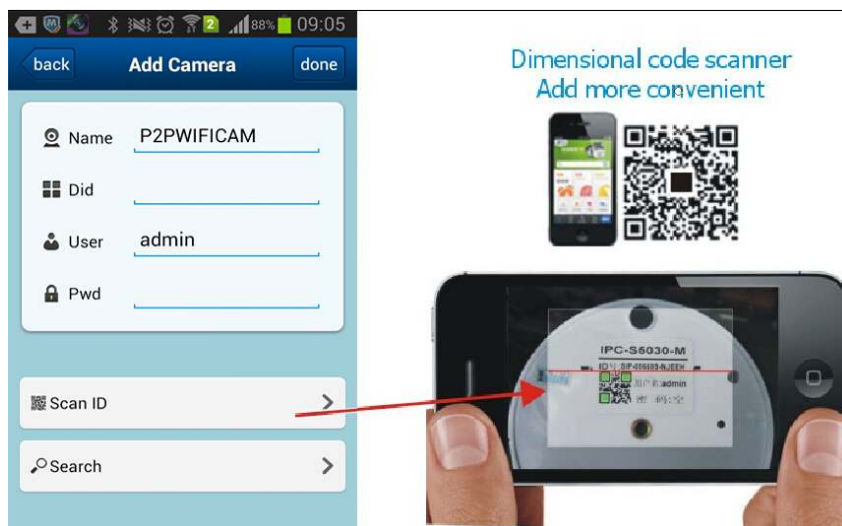 88% 09:05
back Add Camera done
Name P2PWIFICAM
Did
User admin
Pwd
Scan ID
Search
Dimensional code scanner
Add more convenient
IPC-S6030-M
admin